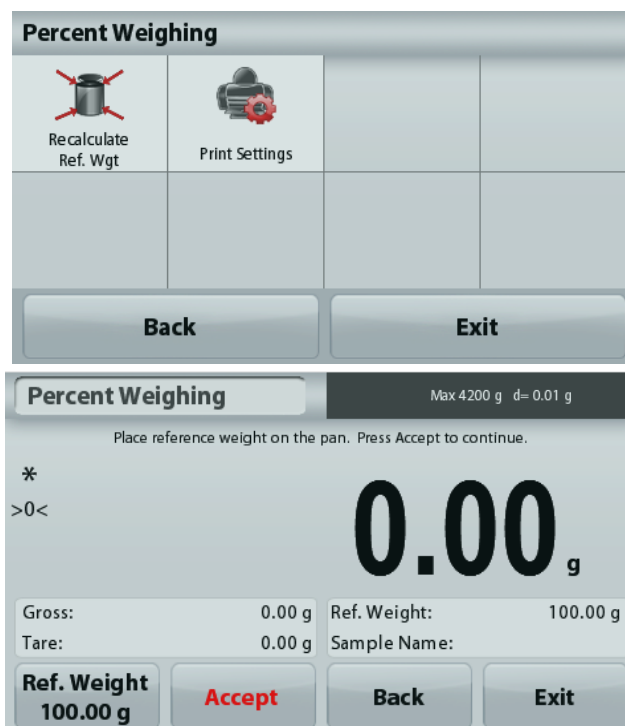 Percent Weighing
Recalculate
Ref. Wgt
Print Settings
Back
Exit
Percent Weighing
Max 4200 g d= 0.01 g
Place reference weight on the pan. Press Accept to continue.
*
>0<
0.00 g
Gross: 0.00 g
Tare: 0.00 g
Ref. Weight: 100.00 g
Sample Name:
Ref. Weight
100.00 g
Accept
Back
Exit